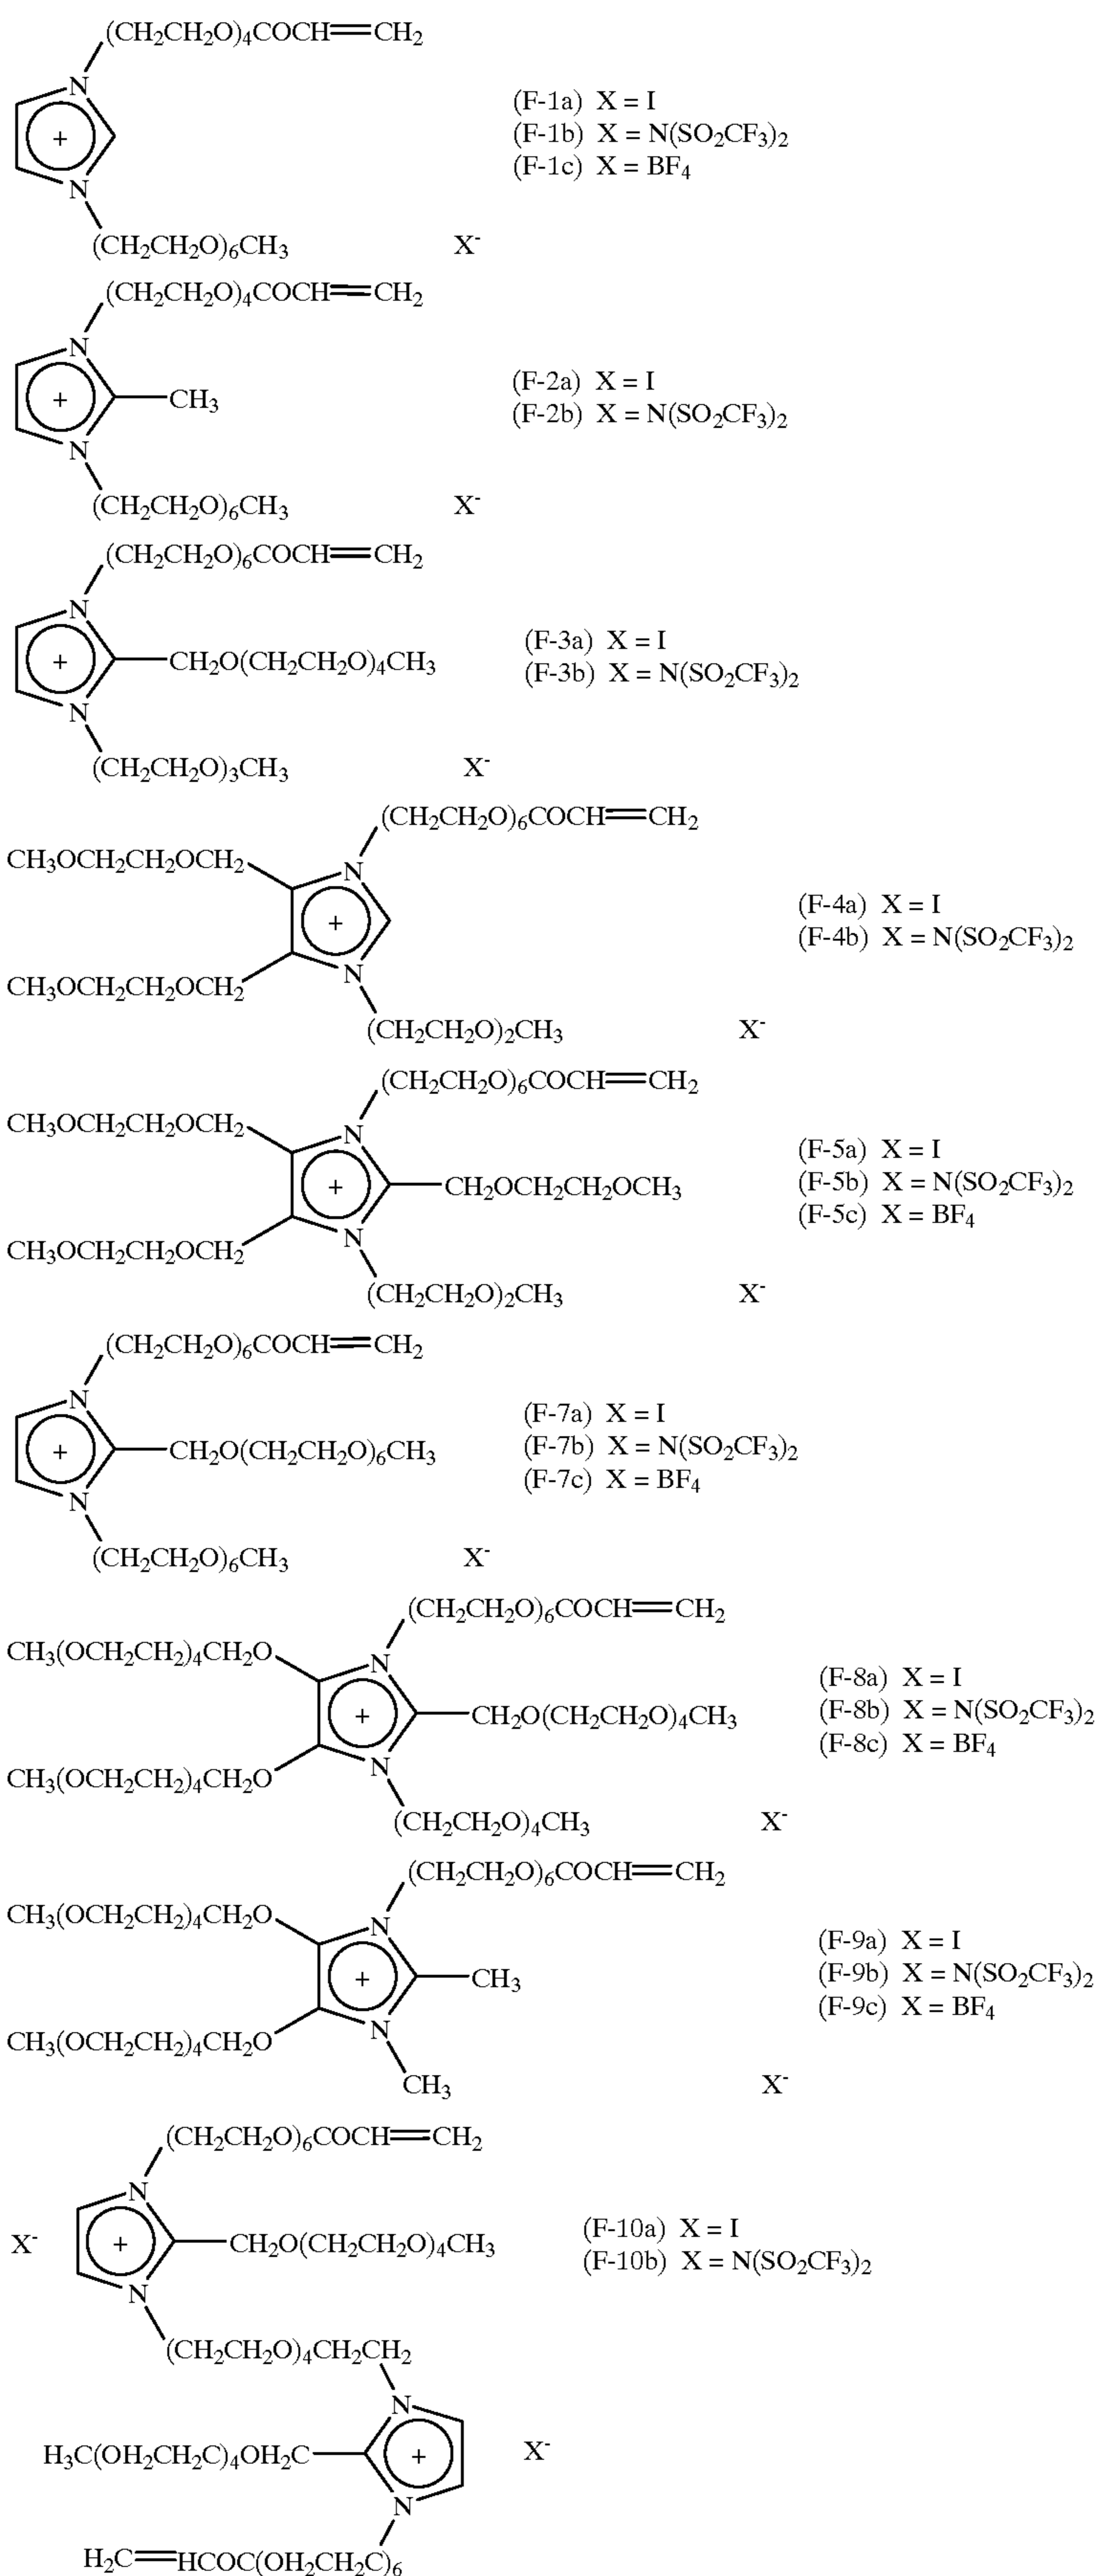 (CH2CH2O)4COCH=CH2
N
+
N
(CH2CH2O)6CH3 X-
(F-1a) X = I
(F-1b) X = N(SO2CF3)2
(F-1c) X = BF4
(CH2CH2O)4COCH=CH2
N
+ CH3
N
(CH2CH2O)6CH3 X-
(F-2a) X = I
(F-2b) X = N(SO2CF3)2
(CH2CH2O)6COCH=CH2
N
+ CH2O(CH2CH2O)4CH3
N
(CH2CH2O)3CH3 X-
(F-3a) X = I
(F-3b) X = N(SO2CF3)2
(CH2CH2O)6COCH=CH2
CH3OCH2CH2OCH2 N
+
CH3OCH2CH2OCH2 N
(CH2CH2O)2CH3 X-
(F-4a) X = I
(F-4b) X = N(SO2CF3)2
(CH2CH2O)6COCH=CH2
CH3OCH2CH2OCH2 N
+ CH2OCH2CH2OCH3
CH3OCH2CH2OCH2 N
(CH2CH2O)2CH3 X-
(F-5a) X = I
(F-5b) X = N(SO2CF3)2
(F-5c) X = BF4
(CH2CH2O)6COCH=CH2
N
+ CH2O(CH2CH2O)6CH3
N
(CH2CH2O)6CH3 X-
(F-7a) X = I
(F-7b) X = N(SO2CF3)2
(F-7c) X = BF4
(CH2CH2O)6COCH=CH2
CH3(OCH2CH2)4CH2O N
+ CH2O(CH2CH2O)4CH3
CH3(OCH2CH2)4CH2O N
(CH2CH2O)4CH3 X-
(F-8a) X = I
(F-8b) X = N(SO2CF3)2
(F-8c) X = BF4
(CH2CH2O)6COCH=CH2
CH3(OCH2CH2)4CH2O N
+ CH3
CH3(OCH2CH2)4CH2O N
CH3 X-
(F-9a) X = I
(F-9b) X = N(SO2CF3)2
(F-9c) X = BF4
(CH2CH2O)6COCH=CH2
N
X- + CH2O(CH2CH2O)4CH3
N
(F-10a) X = I
(F-10b) X = N(SO2CF3)2
(CH2CH2O)4CH2CH2
N
H3C(OH2CH2C)4OH2C + X-
N
H2C=HCOC(OH2CH2C)6